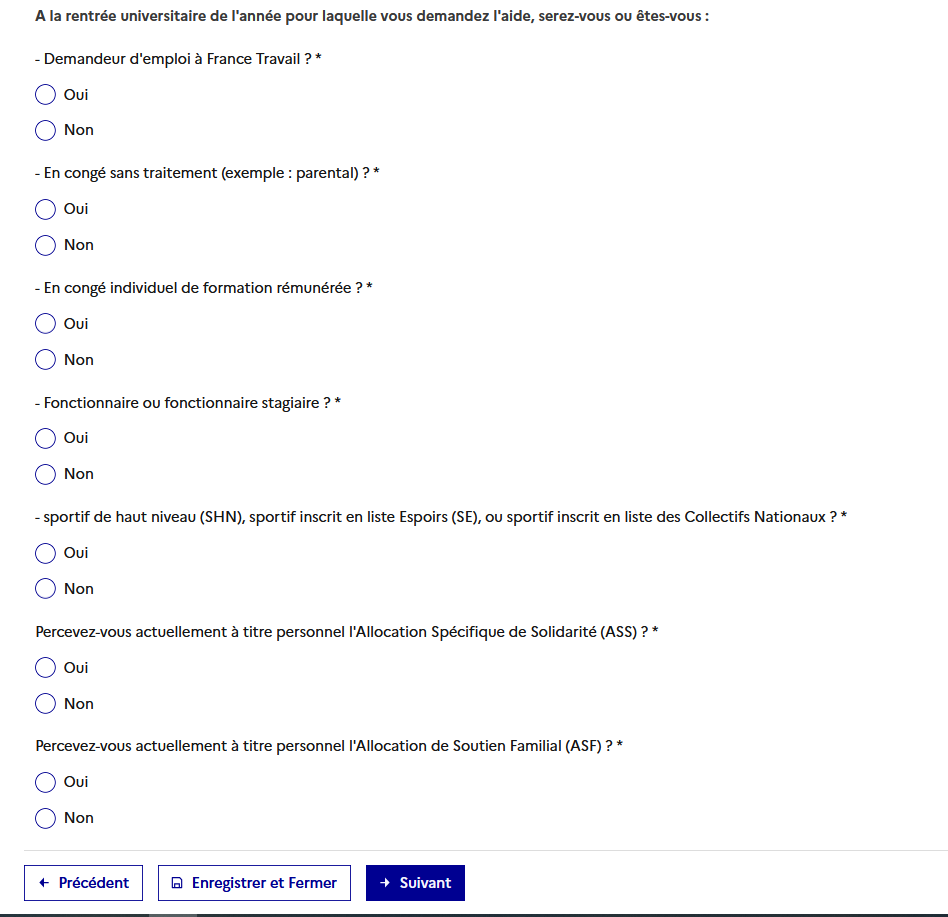 A la rentrée universitaire de l'année pour laquelle vous demandez l'aide, serez-vous ou êtes-vous :
- Demandeur d'emploi à France Travail ? *
Oui
Non
- En congé sans traitement (exemple : parental) ? *
Oui
Non
- En congé individuel de formation rémunérée ? *
Oui
Non
- Fonctionnaire ou fonctionnaire stagiaire ? *
Oui
Non
- sportif de haut niveau (SHN), sportif inscrit en liste Espoirs (SE), ou sportif inscrit en liste des Collectifs Nationaux ? *
Oui
Non
Percevez-vous actuellement à titre personnel l'Allocation Spécifique de Solidarité (ASS) ? *
Oui
Non
Percevez-vous actuellement à titre personnel l'Allocation de Soutien Familial (ASF) ? *
Oui
Non
Précédent Enregistrer et Fermer Suivant